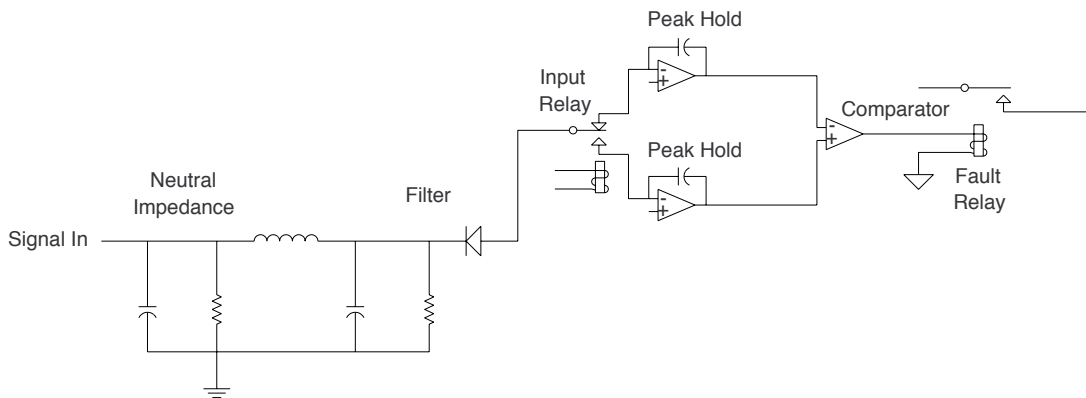 Peak Hold
Input
Relay
Comparator
Peak Hold
Neutral
Impedance
Filter
Fault
Relay
Signal In